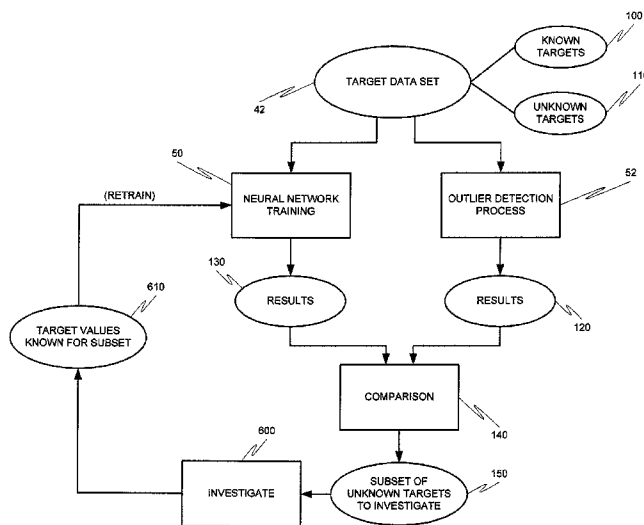 100
KNOWN
TARGETS
TARGET DATA SET
42
UNKNOWN
TARGETS
50
52
(RETRAIN)
NEURAL NETWORK
TRAINING
OUTLIER DETECTION
PROCESS
130
610
RESULTS
RESULTS
120
TARGET VALUES
KNOWN FOR SUBSET
COMPARISON
140
600
INVESTIGATE
SUBSET OF
UNKNOWN TARGETS
TO INVESTIGATE
150